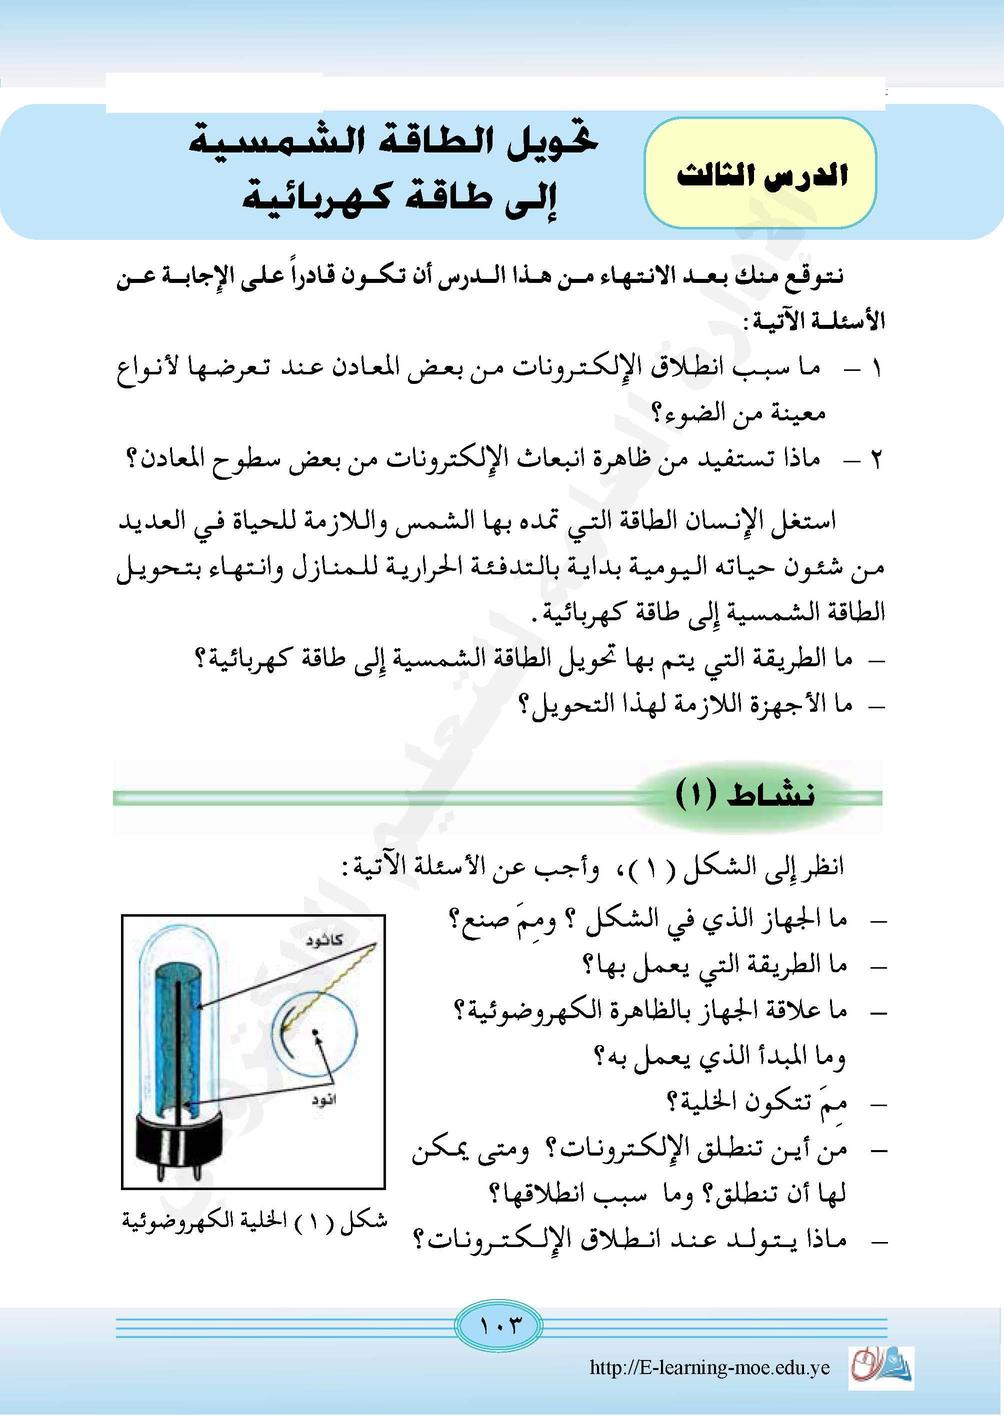 الدرس الثالث
تحويل الطاقة الشمسية
إلى طاقة كهربائية
نتوقع منك بعد الانتهاء من هذا الدرس أن تكون قادراً على الإجابة عن
الأسئلة الآتية:
١ – ما سبب انطلاق الإلكترونات من بعض المعادن عند تعرضها لأنواع
معينة من الضوء؟
٢ – ماذا تستفيد من ظاهرة انبعاث الإلكترونات من بعض سطوح المعادن؟
استغل الإنسان الطاقة التي تمده بها الشمس واللازمة للحياة في العديد
من شئون حياته اليومية بداية بالتدفئة الحرارية للمنازل وانتهاء بتحويل
الطاقة الشمسية إلى طاقة كهربائية.
– ما الطريقة التي يتم بها تحويل الطاقة الشمسية إلى طاقة كهربائية؟
– ما الأجهزة اللازمة لهذا التحويل؟
نشاط (١)
انظر إلى الشكل (١)، وأجب عن الأسئلة الآتية:
– ما الجهاز الذي في الشكل ؟ ومِمَ صنع؟
– ما الطريقة التي يعمل بها؟
– ما علاقة الجهاز بالظاهرة الكهروضوئية؟
وما المبدأ الذي يعمل به؟
– مِمَ تتكون الخلية؟
– من أين تنطلق الإلكترونات؟ ومتى يمكن
لها أن تنطلق؟ وما سبب انطلاقها؟
– ماذا يتولد عند انطلاق الإلكترونات؟
كاثود
انود
شكل (١) الخلية الكهروضوئية
١٠٣
http://E-learning-moe.edu.ye
الإدارة العامة للتعليم الإلكتروني